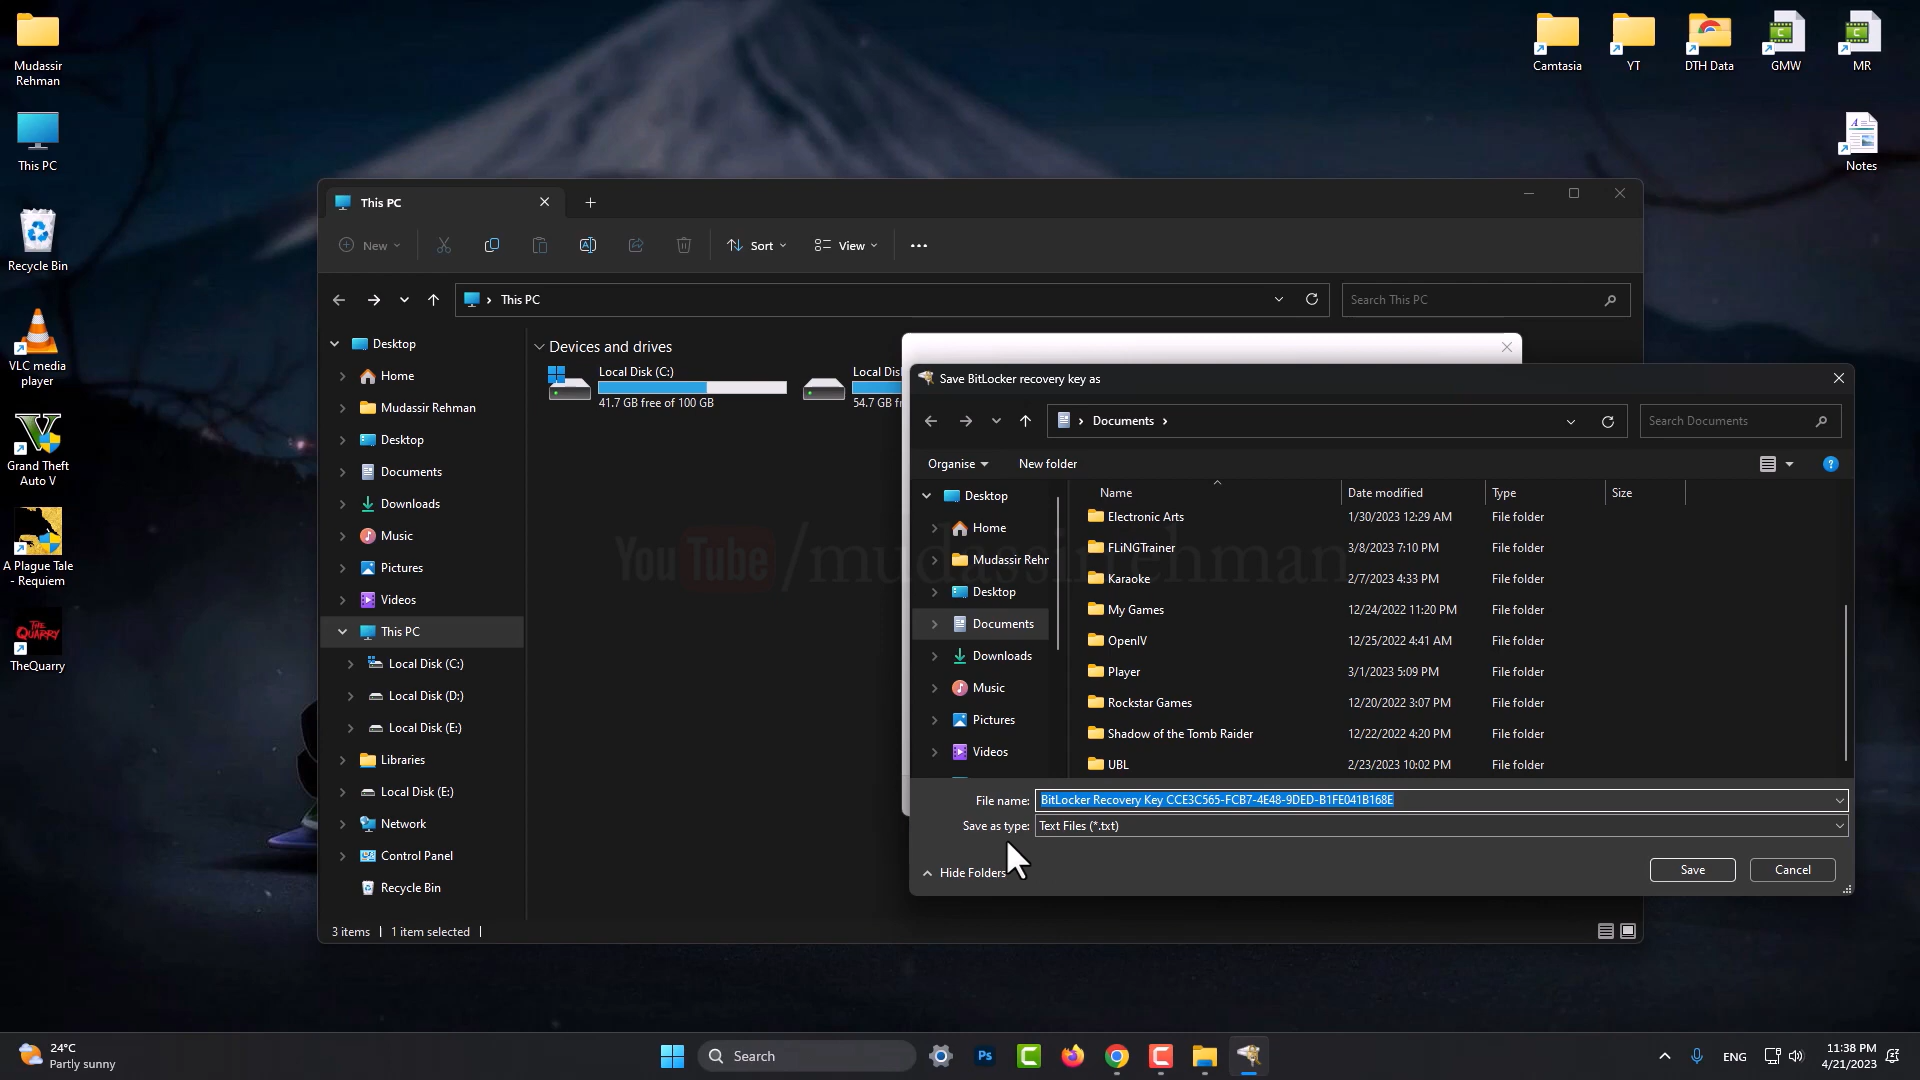 Mudassir
Rehman
This PC
Recycle Bin
VLC media
player
Grand Theft
Auto V
A Plague Tale
- Requiem
THE
QUARRY
TheQuarry
Camtasia
YT
DTH Data
GMW
MR
Notes
This PC
New
Sort
View
This PC
Search This PC
Desktop
Home
Mudassir Rehman
Desktop
Documents
Downloads
Music
Pictures
Videos
This PC
Local Disk (C:)
Local Disk (D:)
Local Disk (E:)
Libraries
Local Disk (E:)
Network
Control Panel
Recycle Bin
Devices and drives
Local Disk (C:)
41.7 GB free of 100 GB
Local Dis
54.7 GB f
3 items
1 item selected
Save BitLocker recovery key as
Documents
Search Documents
Organise
New folder
Desktop
Home
Mudassir Rehr
Desktop
Documents
Downloads
Music
Pictures
Videos
Name Date modified Type Size
Electronic Arts 1/30/2023 12:29 AM File folder
FLiNGTrainer 3/8/2023 7:10 PM File folder
Karaoke 2/7/2023 4:33 PM File folder
My Games 12/24/2022 11:20 PM File folder
OpenIV 12/25/2022 4:41 AM File folder
Player 3/1/2023 5:09 PM File folder
Rockstar Games 12/20/2022 3:07 PM File folder
Shadow of the Tomb Raider 12/22/2022 4:20 PM File folder
UBL 2/23/2023 10:02 PM File folder
YouTube/mudassirrehman
File name: BitLocker Recovery Key CCE3C565-FCB7-4E48-9DED-B1FE041B168E
Save as type: Text Files (*.txt)
Hide Folders
Save
Cancel
24°C
Partly sunny
Search
Ps
ENG
11:38 PM
4/21/2023